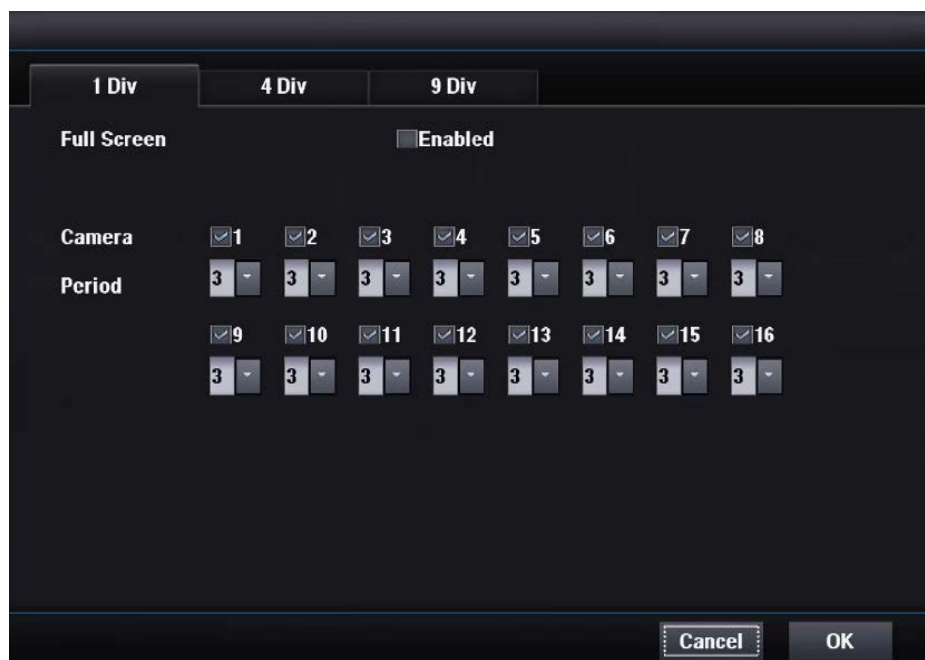 1 Div 4 Div 9 Div
Full Screen Enabled
Camera 1 2 3 4 5 6 7 8
Period 3 3 3 3 3 3 3 3
9 10 11 12 13 14 15 16
3 3 3 3 3 3 3 3
Cancel OK